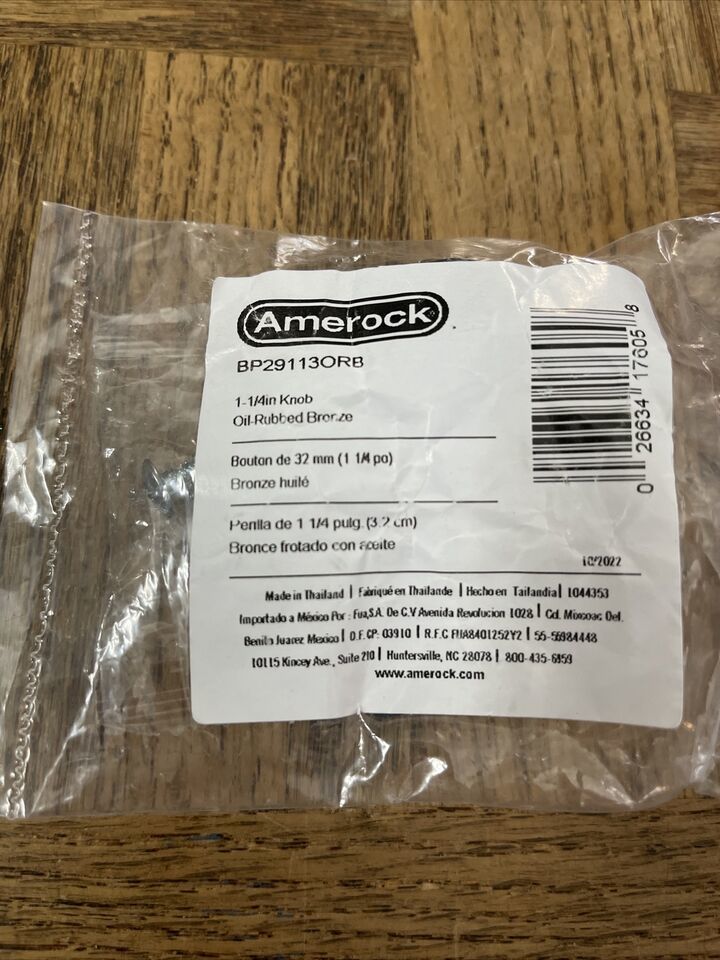 Amerock
BP29113ORB
1-1/4in Knob
Oil-Rubbed Bronze
Bouton de 32 mm (1 1/4 po)
Bronze huilé
Perilla de 1 1/4 pulg. (3.2 cm)
Bronce frotado con aceite
10/2022
Made in Thailand | Fabriqué en Thaïlande | Hecho en Tailandia | 1044353
Importado a México Por : Fua,S.A. De C.V Avenida Revolucion 1028 | Cd. Mixcoac Del.
Benito Juarez Mexico | D.F. CP: 03910 | R.F.C FUA8401252Y2 | 55-56984448
10115 Kincey Ave., Suite 210 | Huntersville, NC 28078 | 800-435-6959
www.amerock.com
0 26634 17605 8